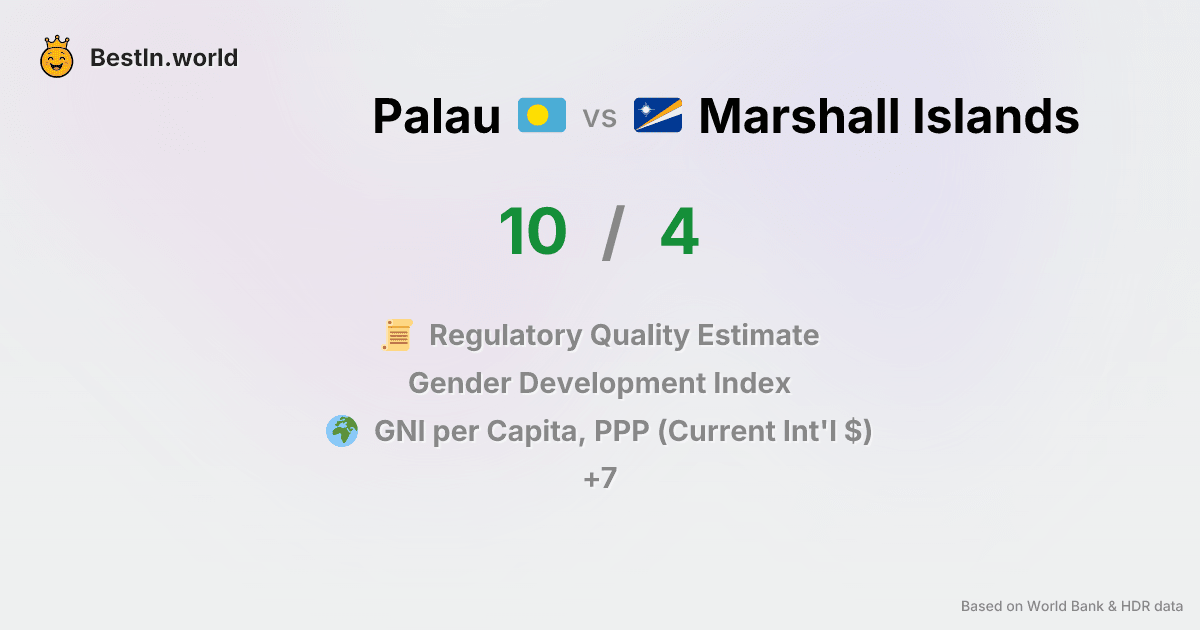 BestIn.world
Palau vs Marshall Islands
10 / 4
Regulatory Quality Estimate
Gender Development Index
GNI per Capita, PPP (Current Int'l $)
+7
Based on World Bank & HDR data